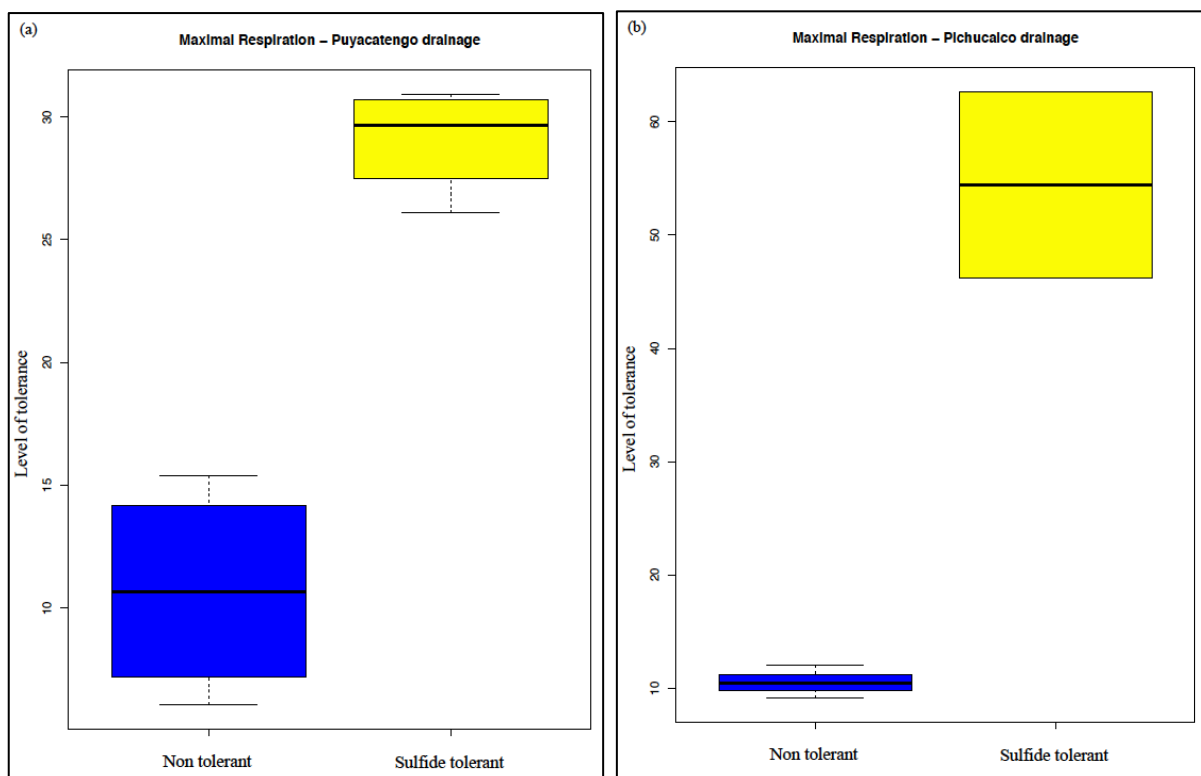 (a)
Maximal Respiration – Puyacatengo drainage
Level of tolerance
30
25
20
15
10
Non tolerant
Sulfide tolerant
(b)
Maximal Respiration – Pichucalco drainage
Level of tolerance
60
50
40
30
20
10
Non tolerant
Sulfide tolerant